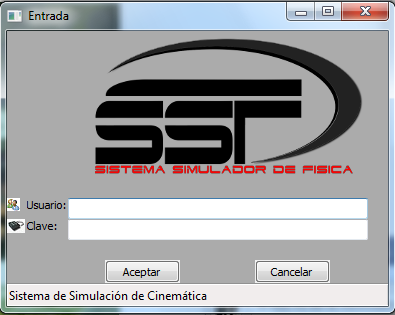 Entrada
SSF
SISTEMA SIMULADOR DE FISICA
Usuario:
Clave:
Aceptar Cancelar
Sistema de Simulación de Cinemática